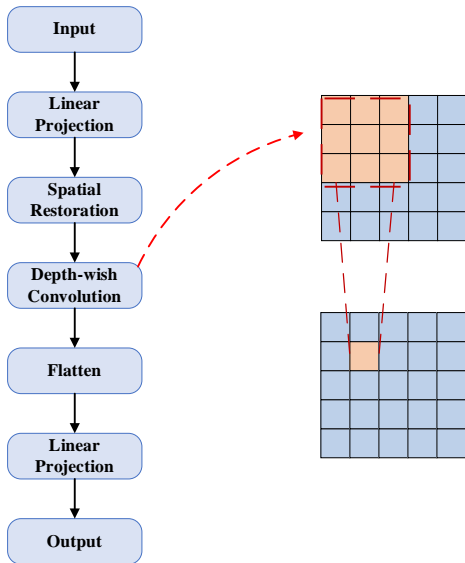 Input
Linear
Projection
Spatial
Restoration
Depth-wish
Convolution
Flatten
Linear
Projection
Output